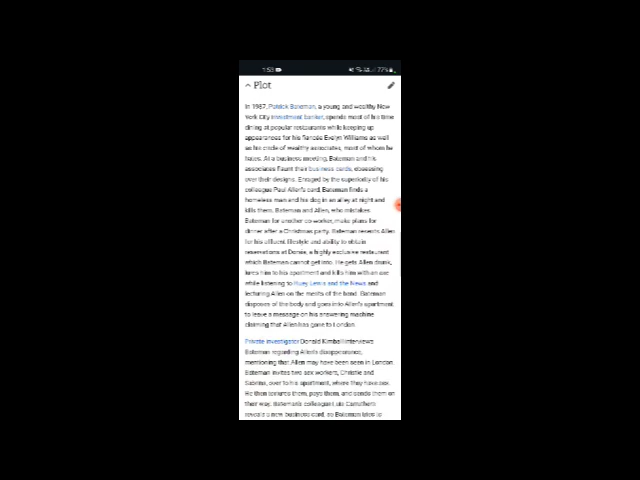 1:53
77%
Plot
In 1987, Patrick Bateman, a young and wealthy New
York City investment banker, spends most of his time
dining at popular restaurants while keeping up
appearances for his fiancée Evelyn Williams as well
as his circle of wealthy associates, most of whom he
hates. At a business meeting, Bateman and his
associates flaunt their business cards, obsessing
over their designs. Enraged by the superiority of his
colleague Paul Allen's card, Bateman finds a
homeless man and his dog in an alley at night and
kills them. Bateman and Allen, who mistakes
Bateman for another co-worker, make plans for
dinner after a Christmas party. Bateman resents Allen
for his affluent lifestyle and ability to obtain
reservations at Dorsia, a highly exclusive restaurant
which Bateman cannot get into. He gets Allen drunk,
lures him to his apartment and kills him with an axe
while listening to Huey Lewis and the News and
lecturing Allen on the merits of the band. Bateman
disposes of the body and goes into Allen's apartment
to leave a message on his answering machine
claiming that Allen has gone to London.
Private investigator Donald Kimball interviews
Bateman regarding Allen's disappearance,
mentioning that Allen may have been seen in London.
Bateman invites two sex workers, Christie and
Sabrina, over to his apartment, where they have sex.
He then tortures them, pays them, and sends them on
their way. Bateman's colleague Luis Carruthers
reveals a new business card, so Bateman tries to